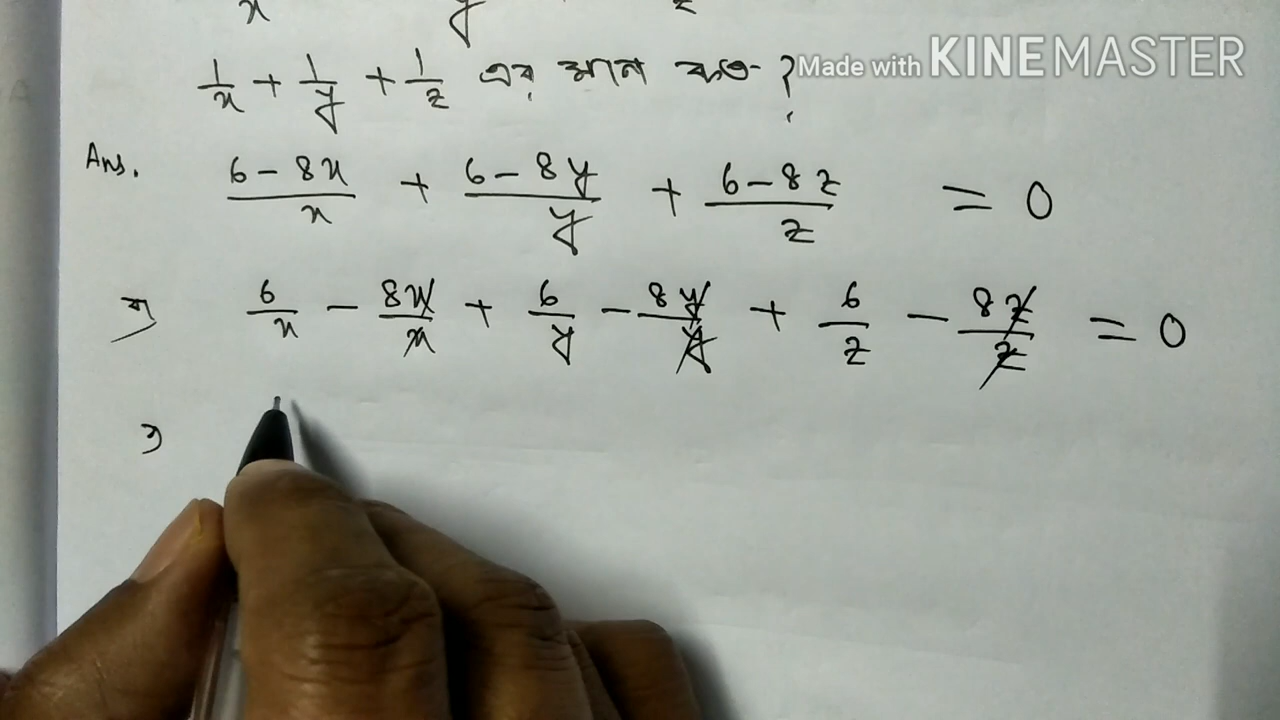 x y z
1/x + 1/y + 1/z এর মান কত?
Made with KINEMASTER
Ans. (6-8x)/x + (6-8y)/y + (6-8z)/z = 0
⇒ 6/x - 8x/x + 6/y - 8y/y + 6/z - 8z/z = 0
⇒